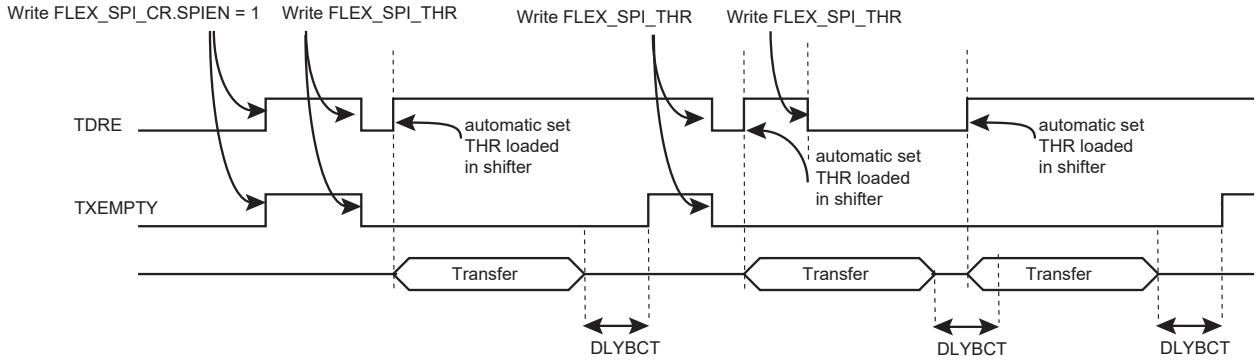 Write FLEX_SPI_CR.SPIEN = 1
Write FLEX_SPI_THR
Write FLEX_SPI_THR
Write FLEX_SPI_THR
TDRE
automatic set
THR loaded
in shifter
automatic set
THR loaded
in shifter
automatic set
THR loaded
in shifter
TXEMPTY
Transfer
Transfer
Transfer
DLYBCT
DLYBCT
DLYBCT